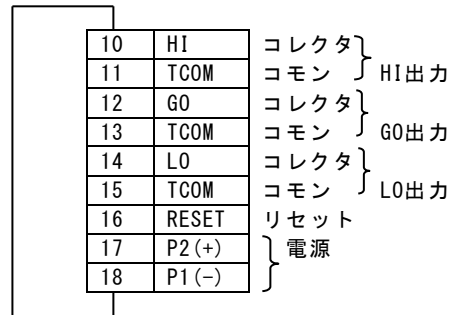 10 HI コレクタ
11 TCOM コモン HI出力
12 GO コレクタ
13 TCOM コモン GO出力
14 LO コレクタ
15 TCOM コモン LO出力
16 RESET リセット
17 P2(+) 電源
18 P1(−)